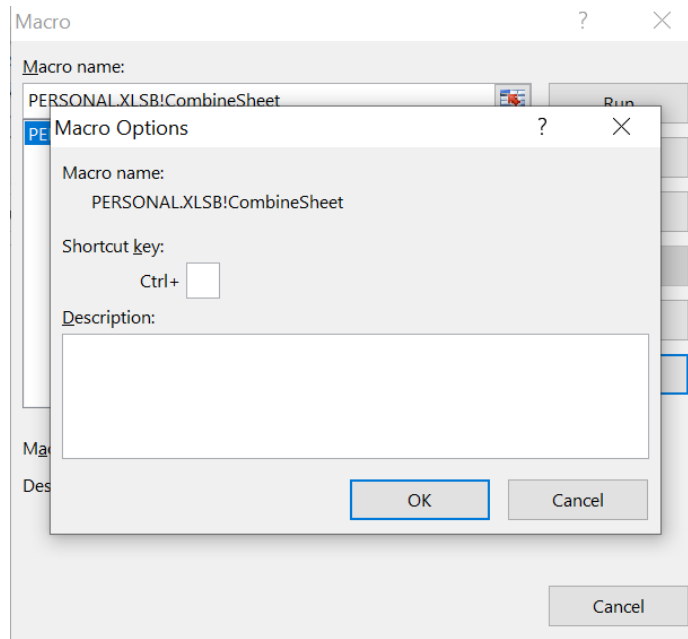 Macro
Macro name:
PERSONAL.XLSB!CombineSheet
Run
PE
Macro Options
Macro name:
PERSONAL.XLSB!CombineSheet
Shortcut key:
Ctrl+
Description:
Ma
Des
OK
Cancel
Cancel